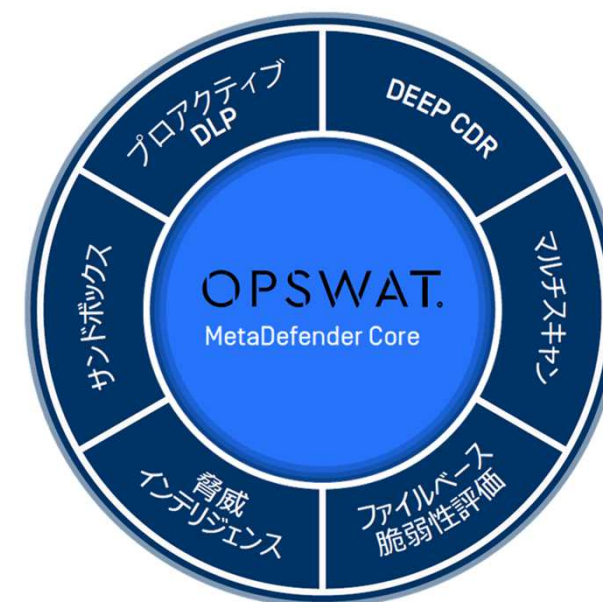 プロアクティブ
DLP
DEEP CDR
マルチスキャン
ファイルベース
脆弱性評価
脅威
インテリジェンス
サンドボックス
OPSWAT.
MetaDefender Core